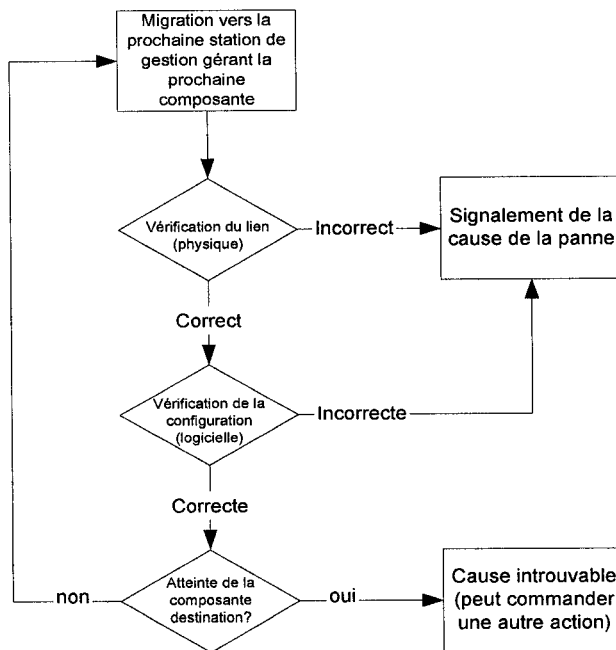 Migration vers la
prochaine station de
gestion gérant la
prochaine
composante
Vérification du lien
(physique)
Incorrect
Signalement de la
cause de la panne
Correct
Vérification de la
configuration
(logicielle)
Incorrecte
Correcte
Atteinte de la
composante
destination?
non
oui
Cause introuvable
(peut commander
une autre action)